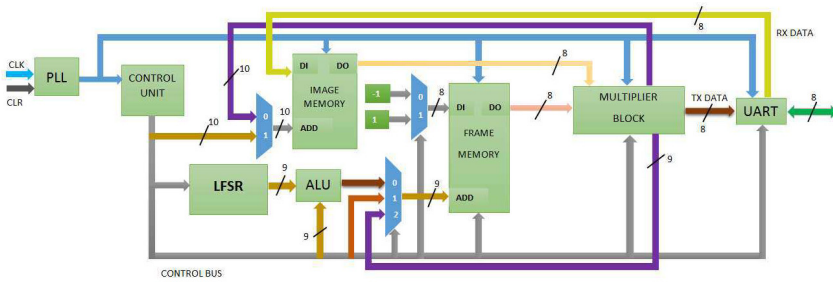 8
RX DATA
CLK
CLR
PLL
CONTROL
UNIT
10
DI
DO
IMAGE
MEMORY
ADD
8
-1
1
0
1
8
DI
DO
FRAME
MEMORY
ADD
8
MULTIPLIER
BLOCK
TX DATA
8
UART
8
0
1
10
10
LFSR
9
ALU
9
0
1
2
9
9
CONTROL BUS